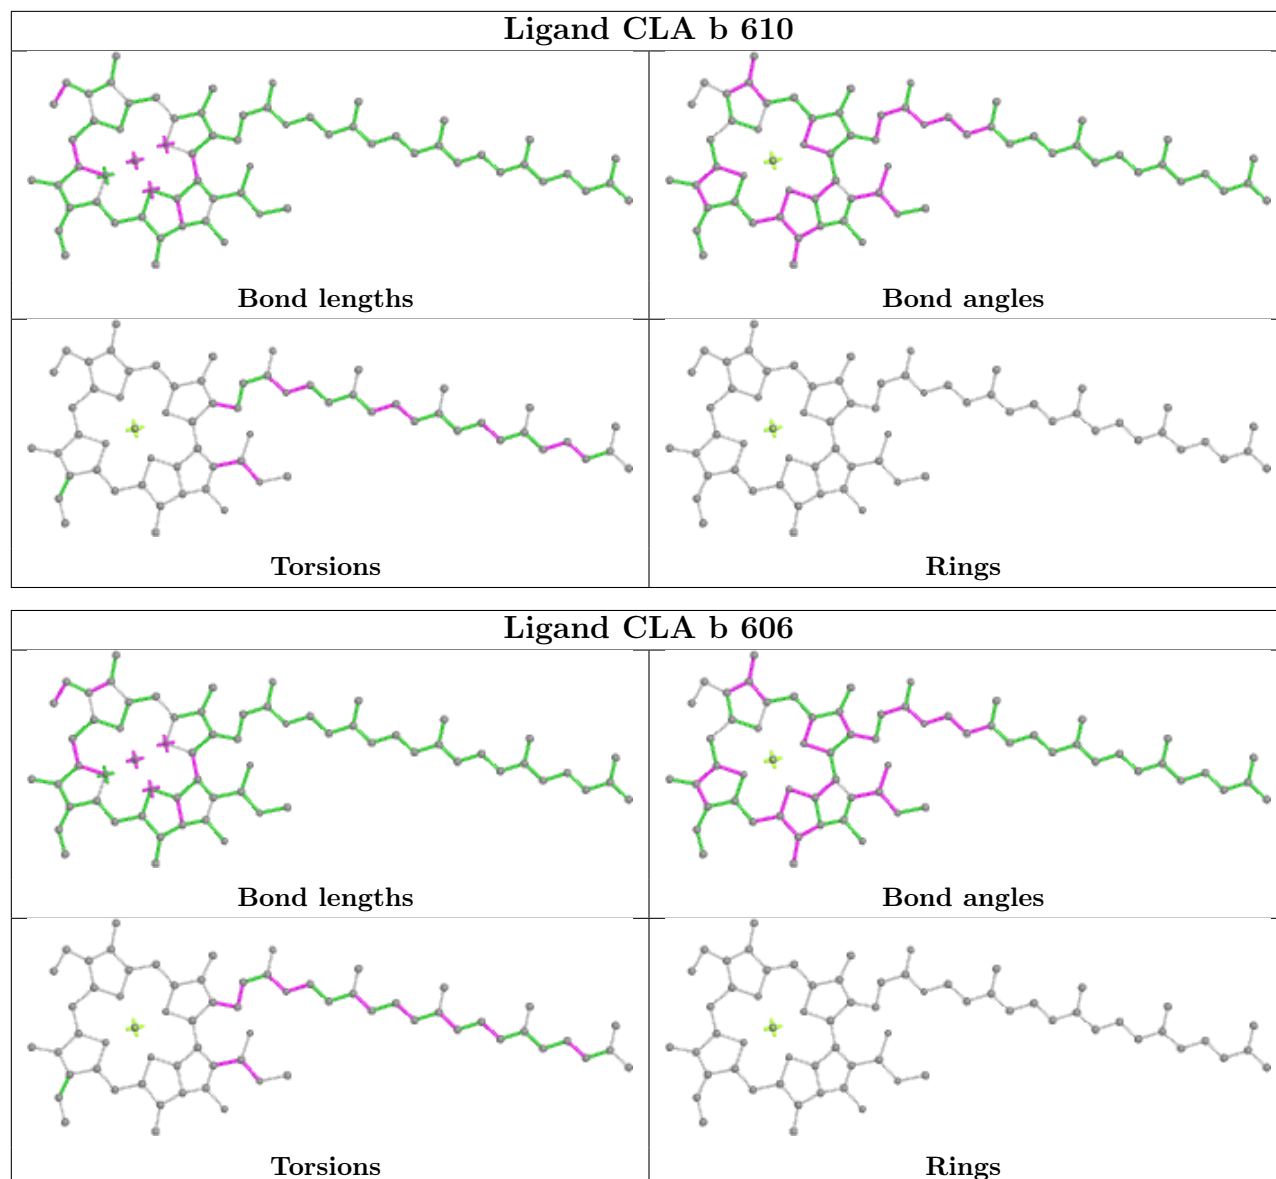 Ligand CLA b 610
Bond lengths
Bond angles
Torsions
Rings
Ligand CLA b 606
Bond lengths
Bond angles
Torsions
Rings